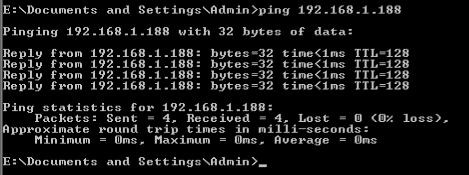 E:\Documents and Settings\Admin>ping 192.168.1.188
Pinging 192.168.1.188 with 32 bytes of data:
Reply from 192.168.1.188: bytes=32 time<1ms TTL=128
Reply from 192.168.1.188: bytes=32 time<1ms TTL=128
Reply from 192.168.1.188: bytes=32 time<1ms TTL=128
Reply from 192.168.1.188: bytes=32 time<1ms TTL=128
Ping statistics for 192.168.1.188:
Packets: Sent = 4, Received = 4, Lost = 0 (0% loss),
Approximate round trip times in milli-seconds:
Minimum = 0ms, Maximum = 0ms, Average = 0ms
E:\Documents and Settings\Admin>_